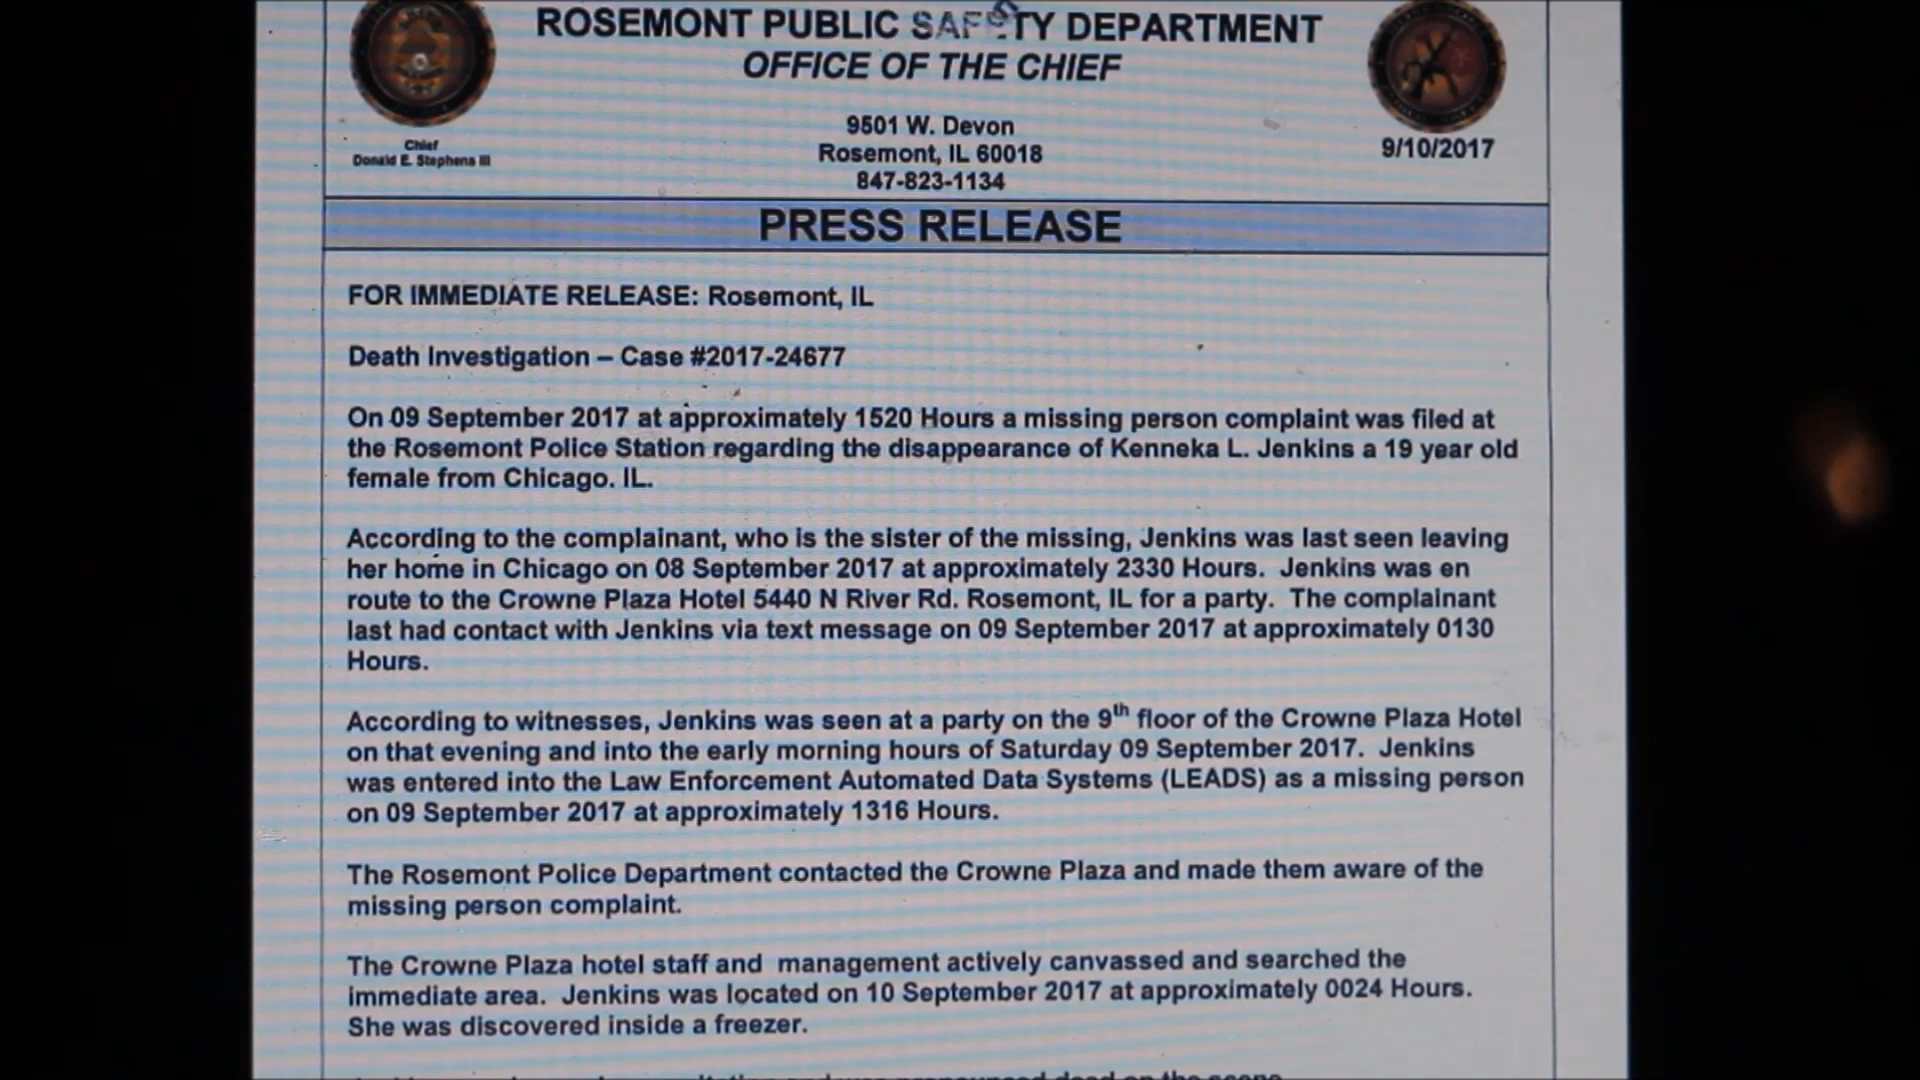 ROSEMONT PUBLIC SAFETY DEPARTMENT
OFFICE OF THE CHIEF
9501 W. Devon
Rosemont, IL 60018
847-823-1134
Chief
Donald E. Stephens III
9/10/2017
PRESS RELEASE
FOR IMMEDIATE RELEASE: Rosemont, IL
Death Investigation – Case #2017-24677
On 09 September 2017 at approximately 1520 Hours a missing person complaint was filed at
the Rosemont Police Station regarding the disappearance of Kenneka L. Jenkins a 19 year old
female from Chicago. IL.
According to the complainant, who is the sister of the missing, Jenkins was last seen leaving
her home in Chicago on 08 September 2017 at approximately 2330 Hours. Jenkins was en
route to the Crowne Plaza Hotel 5440 N River Rd. Rosemont, IL for a party. The complainant
last had contact with Jenkins via text message on 09 September 2017 at approximately 0130
Hours.
According to witnesses, Jenkins was seen at a party on the 9th floor of the Crowne Plaza Hotel
on that evening and into the early morning hours of Saturday 09 September 2017. Jenkins
was entered into the Law Enforcement Automated Data Systems (LEADS) as a missing person
on 09 September 2017 at approximately 1316 Hours.
The Rosemont Police Department contacted the Crowne Plaza and made them aware of the
missing person complaint.
The Crowne Plaza hotel staff and management actively canvassed and searched the
immediate area. Jenkins was located on 10 September 2017 at approximately 0024 Hours.
She was discovered inside a freezer.
pronounced dead on the scene